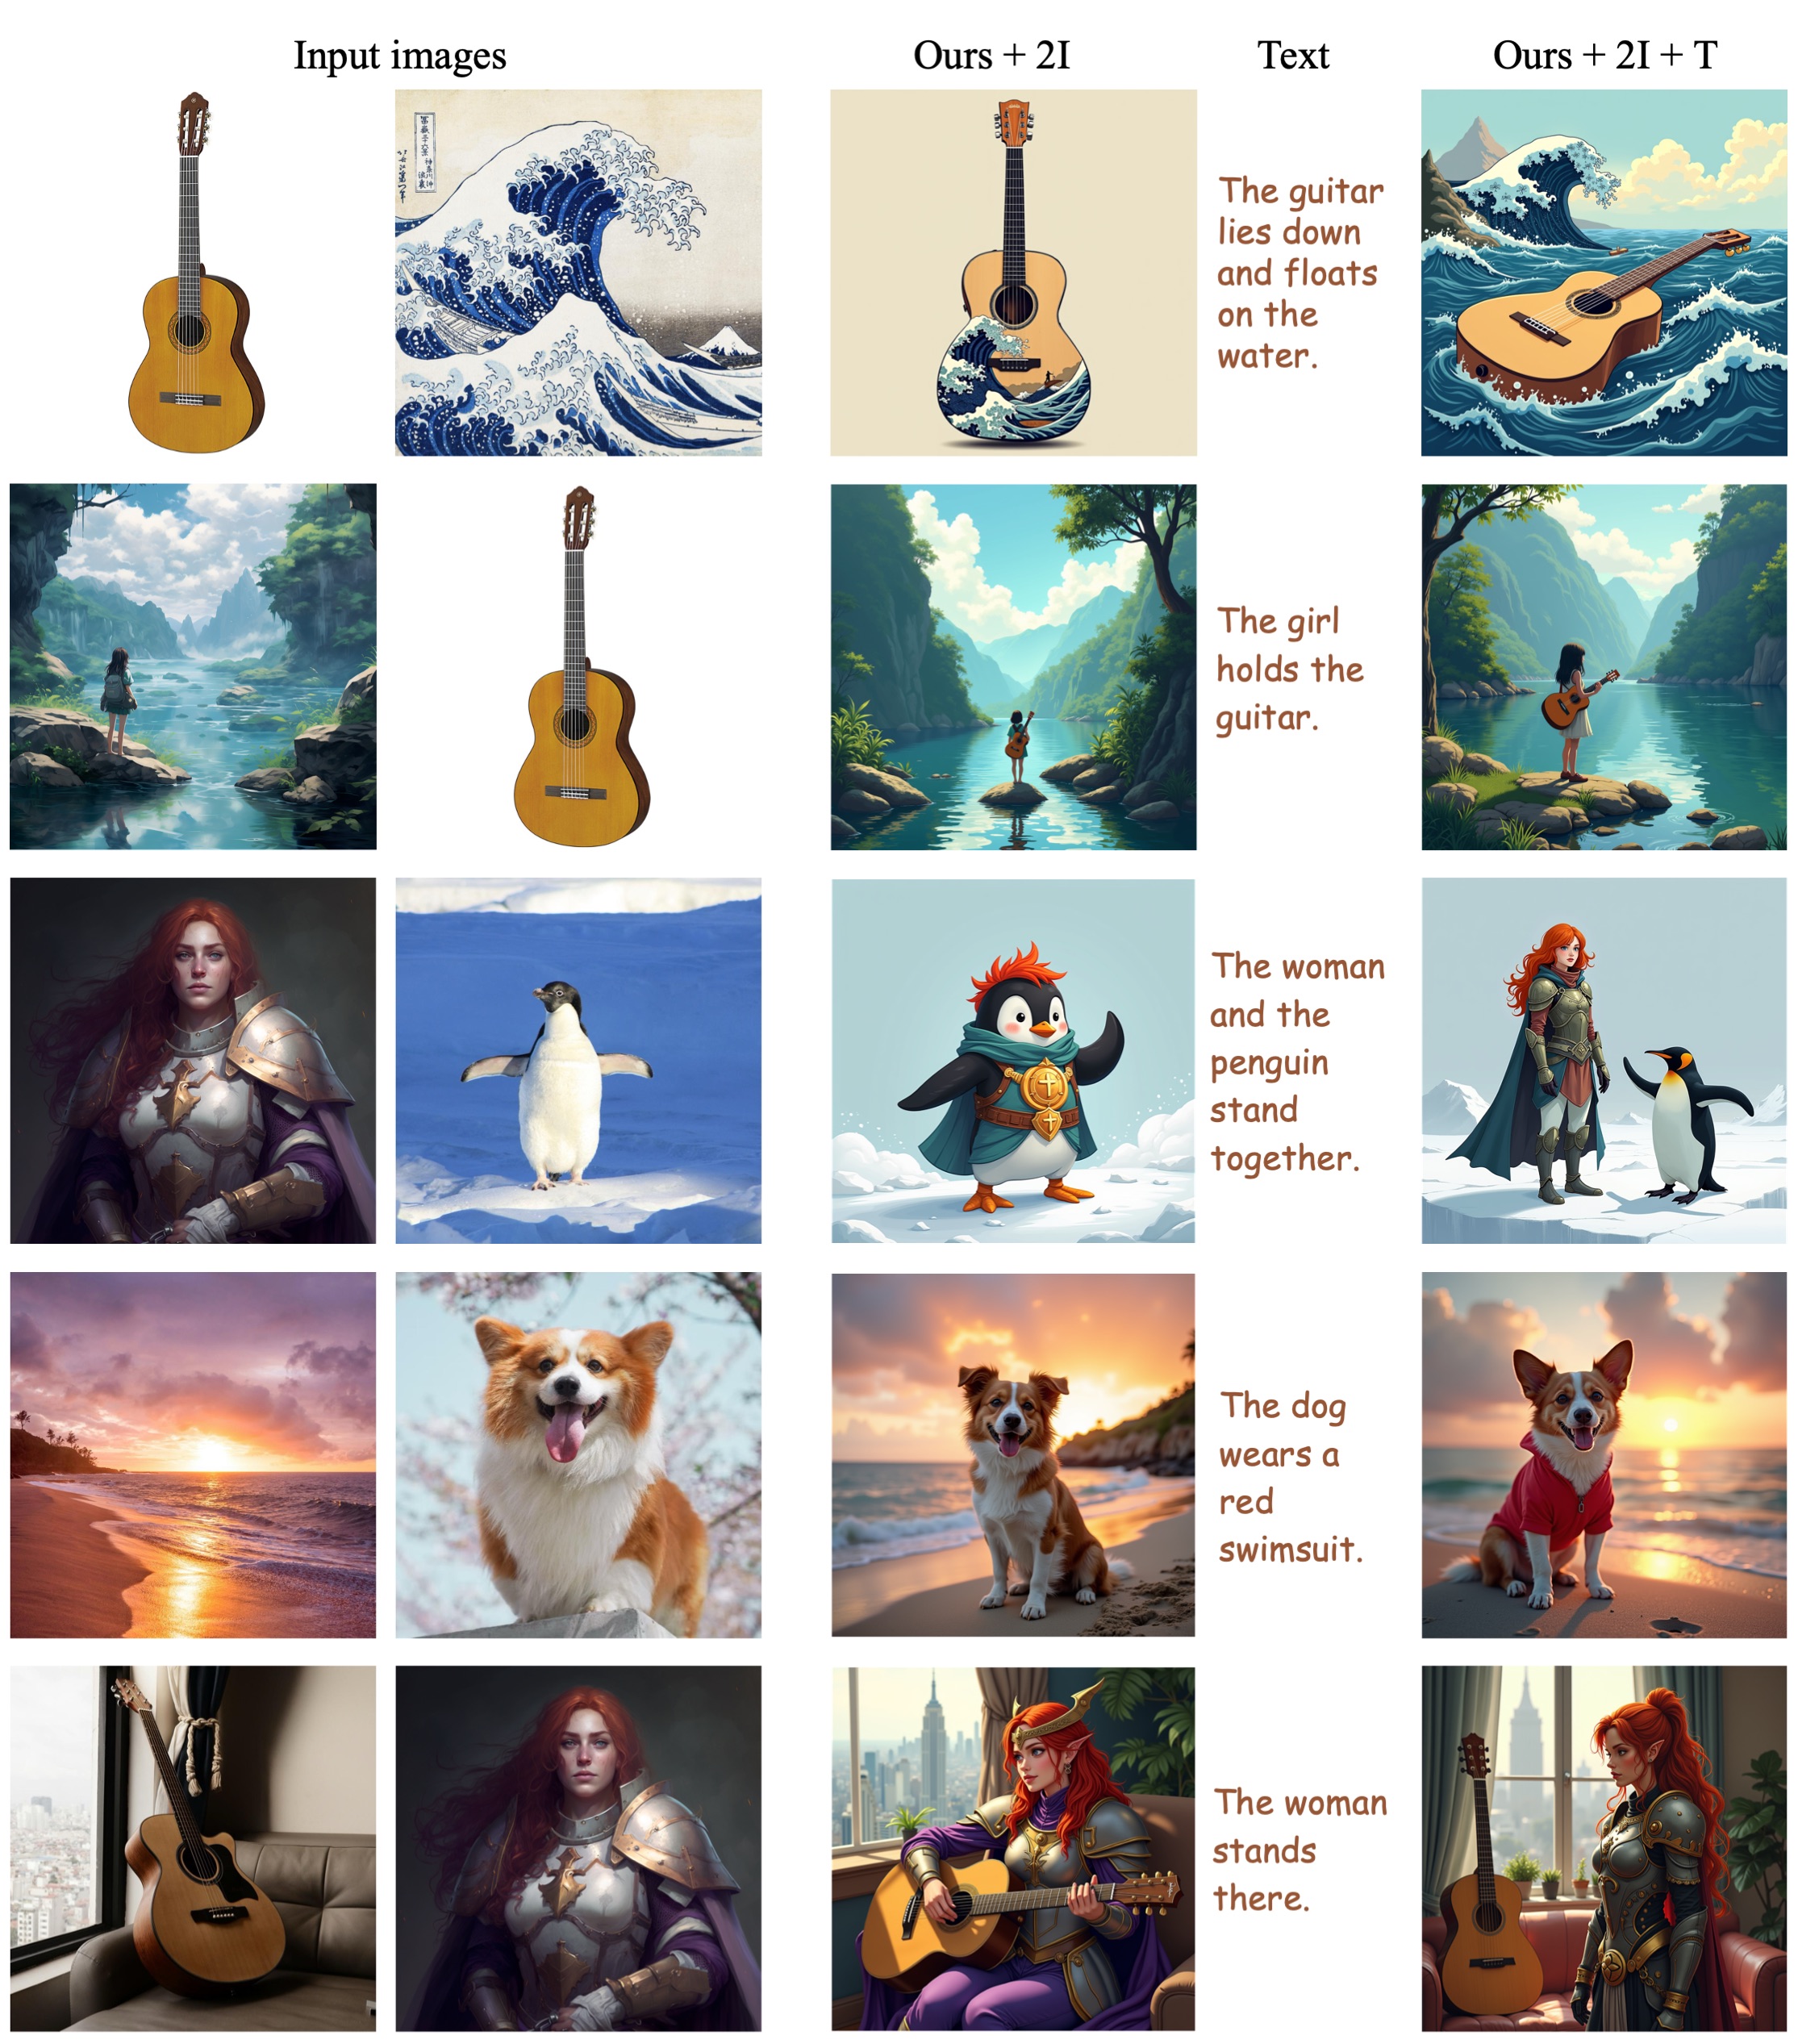 Input images
Ours + 2I
Text
Ours + 2I + T
The guitar
lies down
and floats
on the
water.
The girl
holds the
guitar.
The woman
and the
penguin
stand
together.
The dog
wears a
red
swimsuit.
The woman
stands
there.